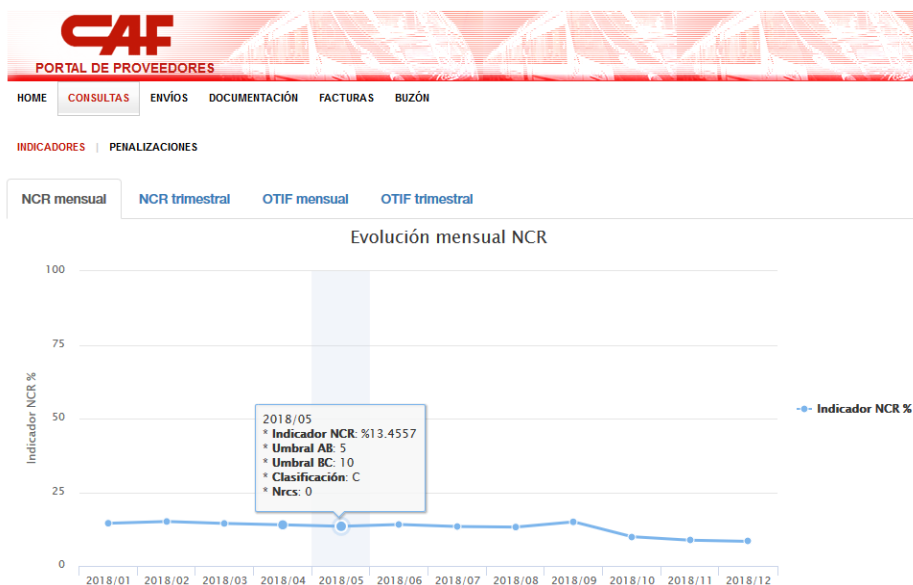 CAF
PORTAL DE PROVEEDORES
HOME CONSULTAS ENVÍOS DOCUMENTACIÓN FACTURAS BUZÓN
INDICADORES | PENALIZACIONES
NCR mensual NCR trimestral OTIF mensual OTIF trimestral
Evolución mensual NCR
100
75
50
25
0
Indicador NCR %
2018/05
* Indicador NCR: %13.4557
* Umbral AB: 5
* Umbral BC: 10
* Clasificación: C
* Nrcs: 0
Indicador NCR %
2018/01 2018/02 2018/03 2018/04 2018/05 2018/06 2018/07 2018/08 2018/09 2018/10 2018/11 2018/12